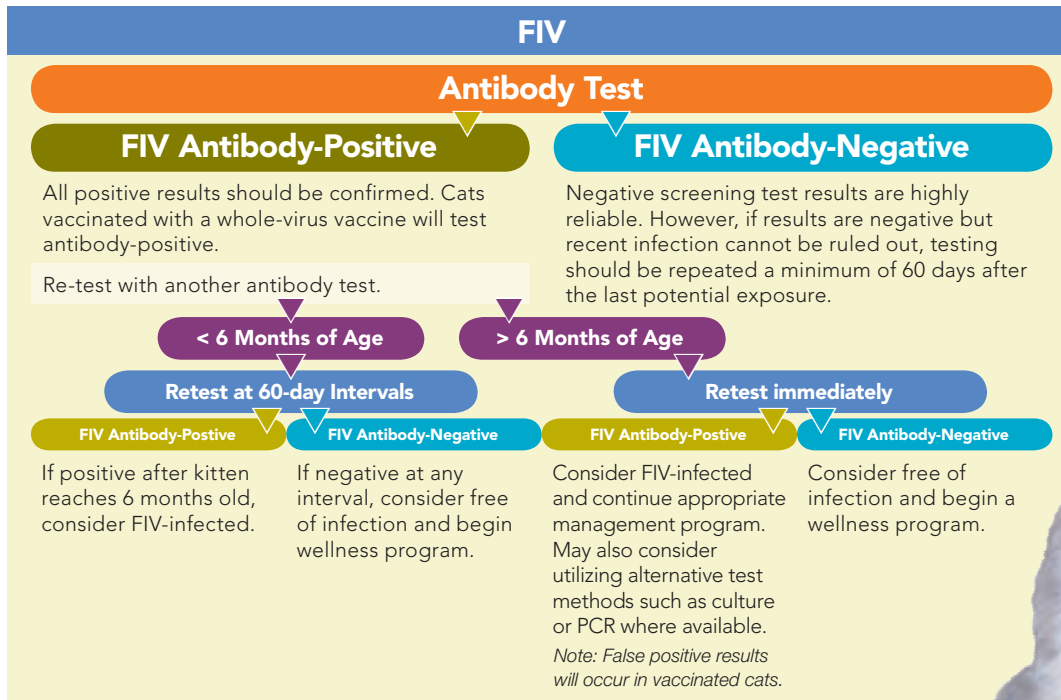 FIV
Antibody Test
FIV Antibody-Positive
All positive results should be confirmed. Cats
vaccinated with a whole-virus vaccine will test
antibody-positive.
Re-test with another antibody test.
FIV Antibody-Negative
Negative screening test results are highly
reliable. However, if results are negative but
recent infection cannot be ruled out, testing
should be repeated a minimum of 60 days after
the last potential exposure.
< 6 Months of Age
> 6 Months of Age
Retest at 60-day Intervals
Retest immediately
FIV Antibody-Postive
If positive after kitten
reaches 6 months old,
consider FIV-infected.
FIV Antibody-Negative
If negative at any
interval, consider free
of infection and begin
wellness program.
FIV Antibody-Postive
Consider FIV-infected
and continue appropriate
management program.
May also consider
utilizing alternative test
methods such as culture
or PCR where available.
Note: False positive results
will occur in vaccinated cats.
FIV Antibody-Negative
Consider free of
infection and begin a
wellness program.